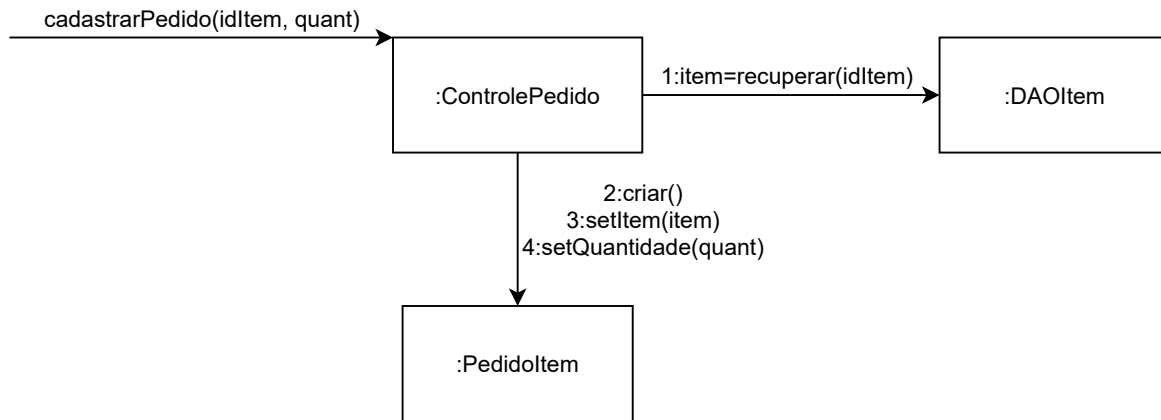 cadastrarPedido(idItem, quant)
:ControlePedido
1:item=recuperar(idItem)
:DAOItem
2:criar()
3:setItem(item)
4:setQuantidade(quant)
:PedidoItem